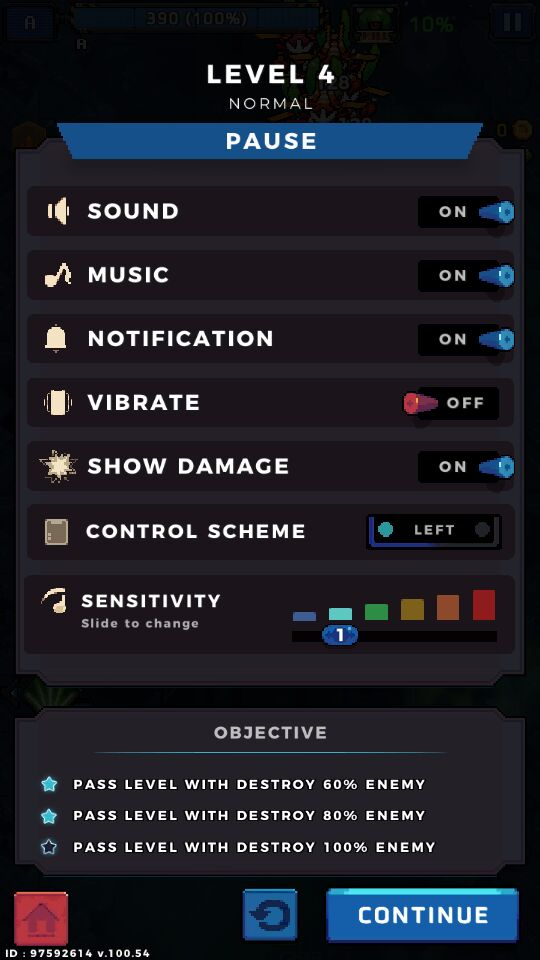 A
390 (100%)
10%
A
LEVEL 4
NORMAL
0
PAUSE
SOUND
ON
MUSIC
ON
NOTIFICATION
ON
VIBRATE
OFF
SHOW DAMAGE
ON
CONTROL SCHEME
LEFT
SENSITIVITY
Slide to change
1
OBJECTIVE
PASS LEVEL WITH DESTROY 60% ENEMY
PASS LEVEL WITH DESTROY 80% ENEMY
PASS LEVEL WITH DESTROY 100% ENEMY
CONTINUE
ID : 97592614 v.100.54